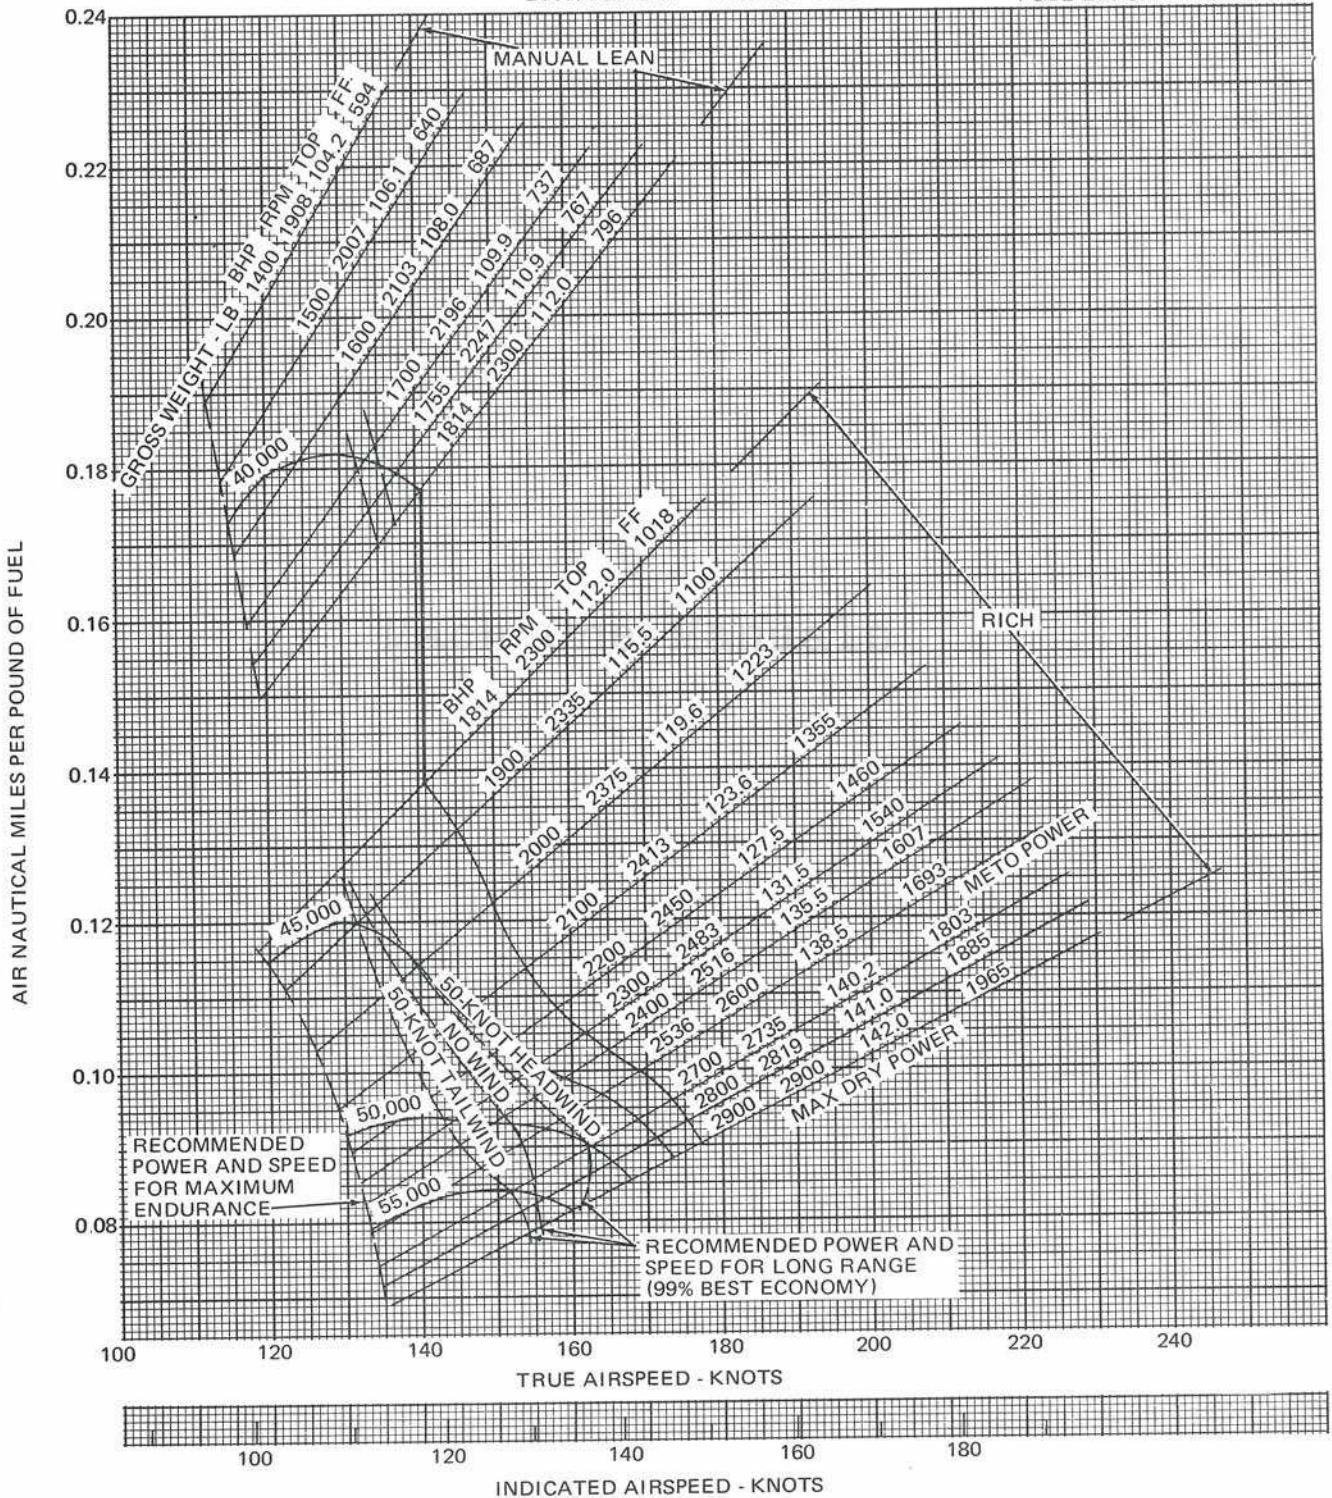 0.24
0.22
0.20
0.18
0.16
0.14
0.12
0.10
0.08
AIR NAUTICAL MILES PER POUND OF FUEL
MANUAL LEAN
GROSS WEIGHT - LB
BHP RPM TOP FF
1400 1908 104.2 594
1500 2007 106.1 640
1600 2103 108.0 687
1700 2196 109.9 737
1755 2247 110.9 767
1814 2300 112.0 796
40,000
RICH
BHP RPM TOP FF
1814 2300 112.0 1018
1900 2335 115.5 1100
2000 2375 119.6 1223
2100 2413 123.6 1355
2200 2450 127.5 1460
2300 2483 131.5 1540
2400 2516 135.5 1607
2536 2600 138.5 1693 METO POWER
2700 2735 140.2 1803
2800 2819 141.0 1885
2900 2900 142.0 1965
MAX DRY POWER
45,000
50-KNOT HEADWIND
NO WIND
50-KNOT TAILWIND
50,000
55,000
RECOMMENDED
POWER AND SPEED
FOR MAXIMUM
ENDURANCE
RECOMMENDED POWER AND
SPEED FOR LONG RANGE
(99% BEST ECONOMY)
100 120 140 160 180 200 220 240
TRUE AIRSPEED - KNOTS
100 120 140 160 180
INDICATED AIRSPEED - KNOTS